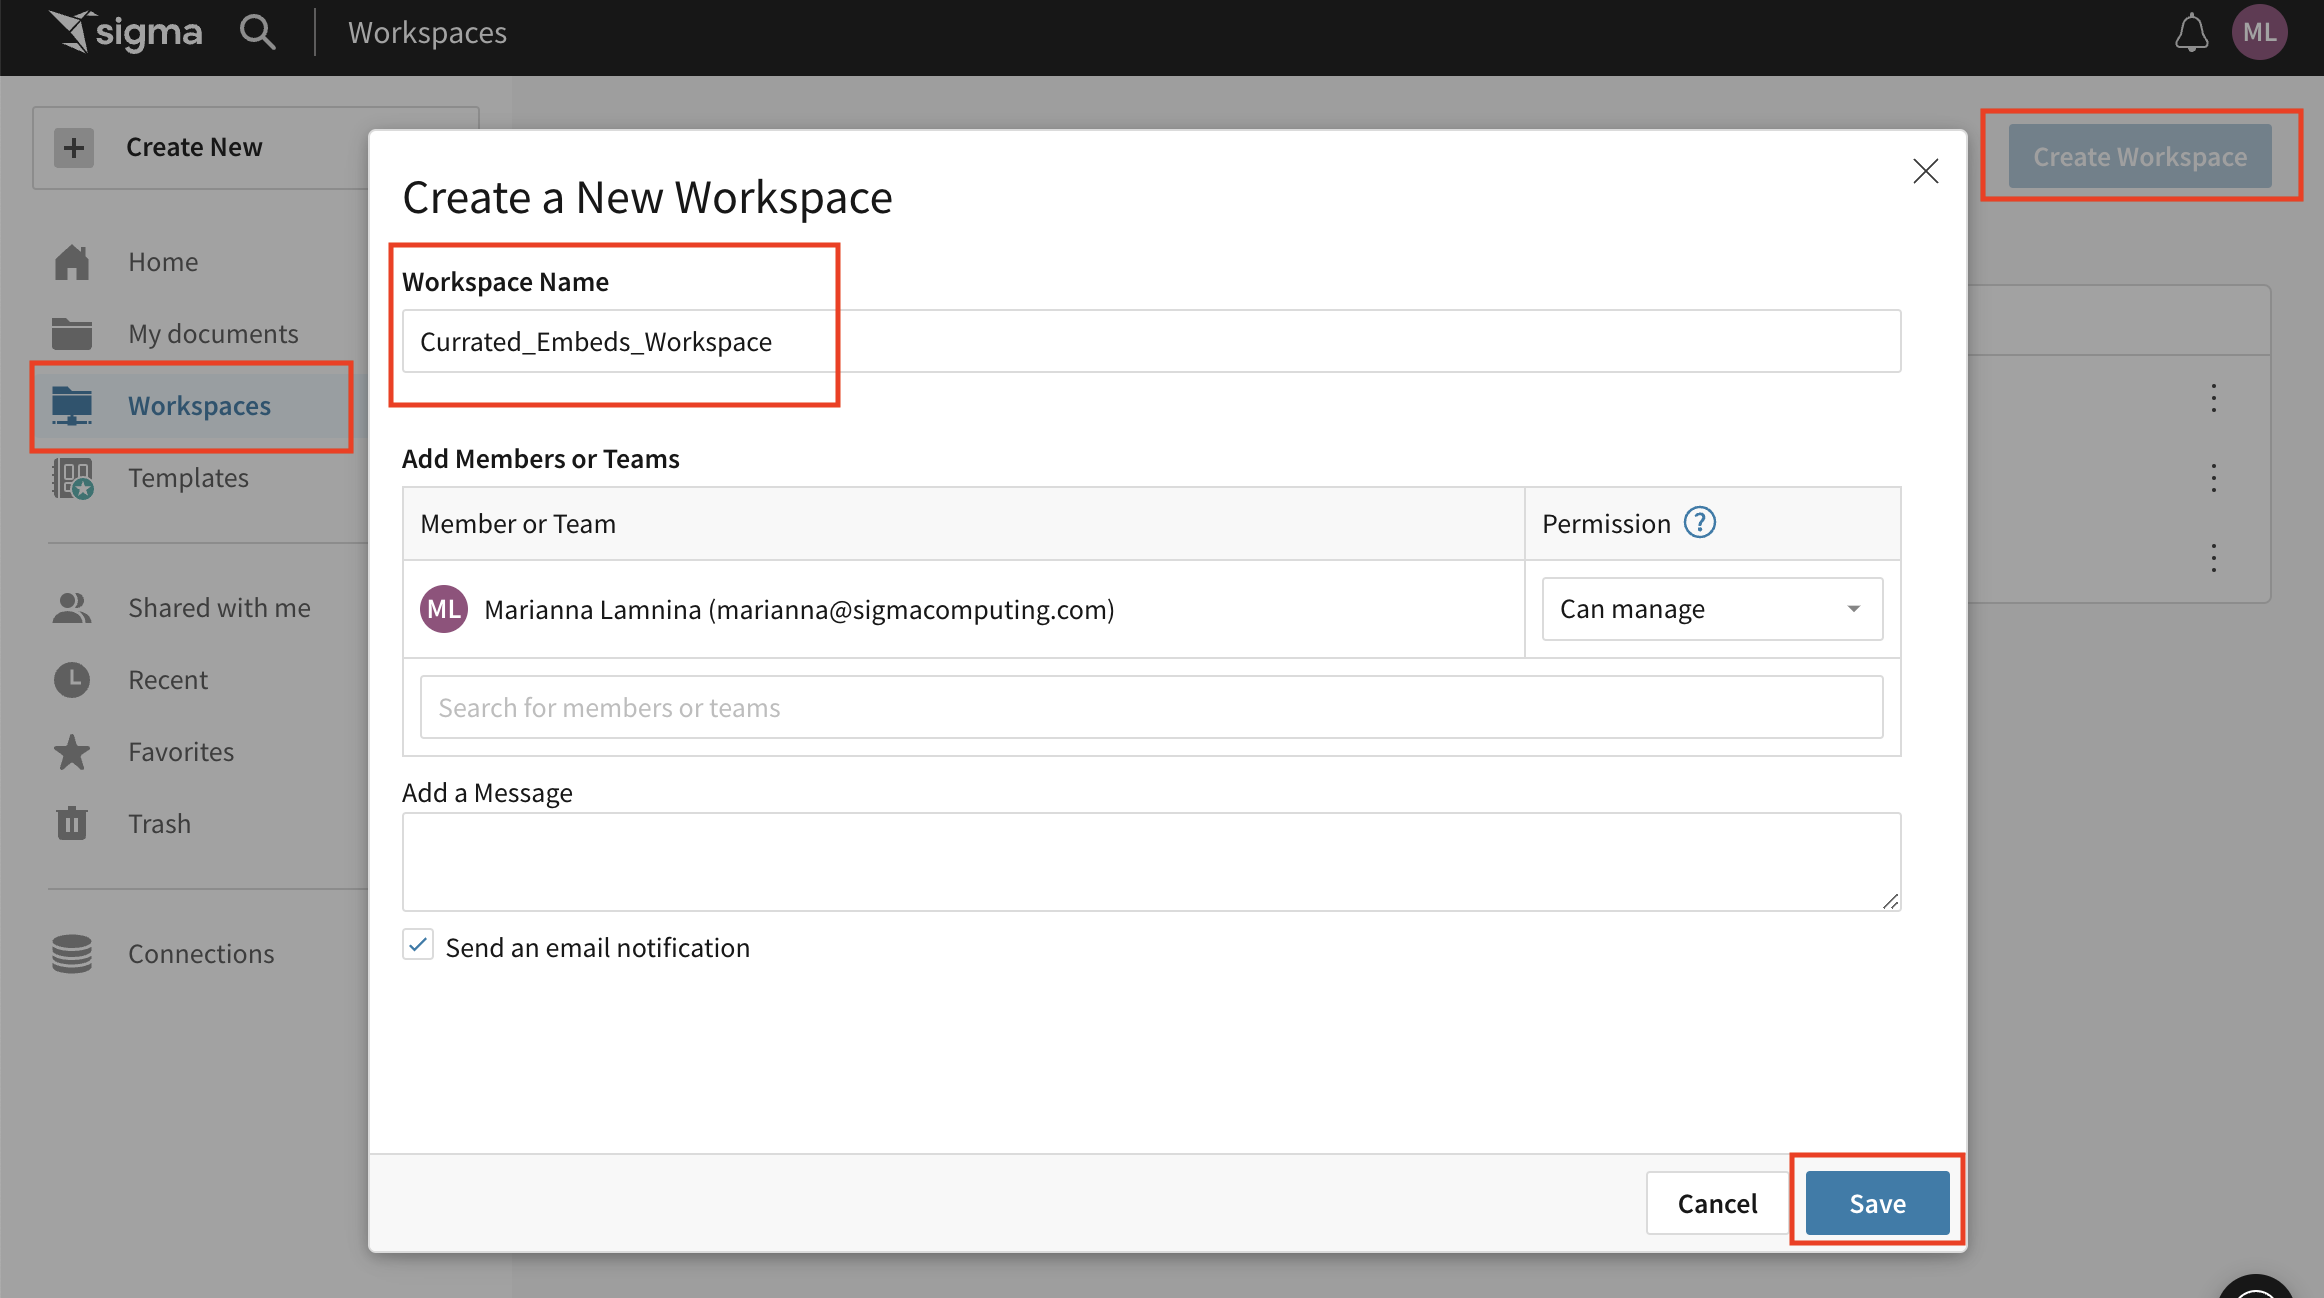 sigma
Workspaces
ML
Create New
Create Workspace
Home
My documents
Workspaces
Templates
Shared with me
Recent
Favorites
Trash
Connections
Create a New Workspace
Workspace Name
Currated_Embeds_Workspace
Add Members or Teams
Member or Team
Permission ?
ML Marianna Lamnina (marianna@sigmacomputing.com)
Can manage
Search for members or teams
Add a Message
Send an email notification
Cancel
Save